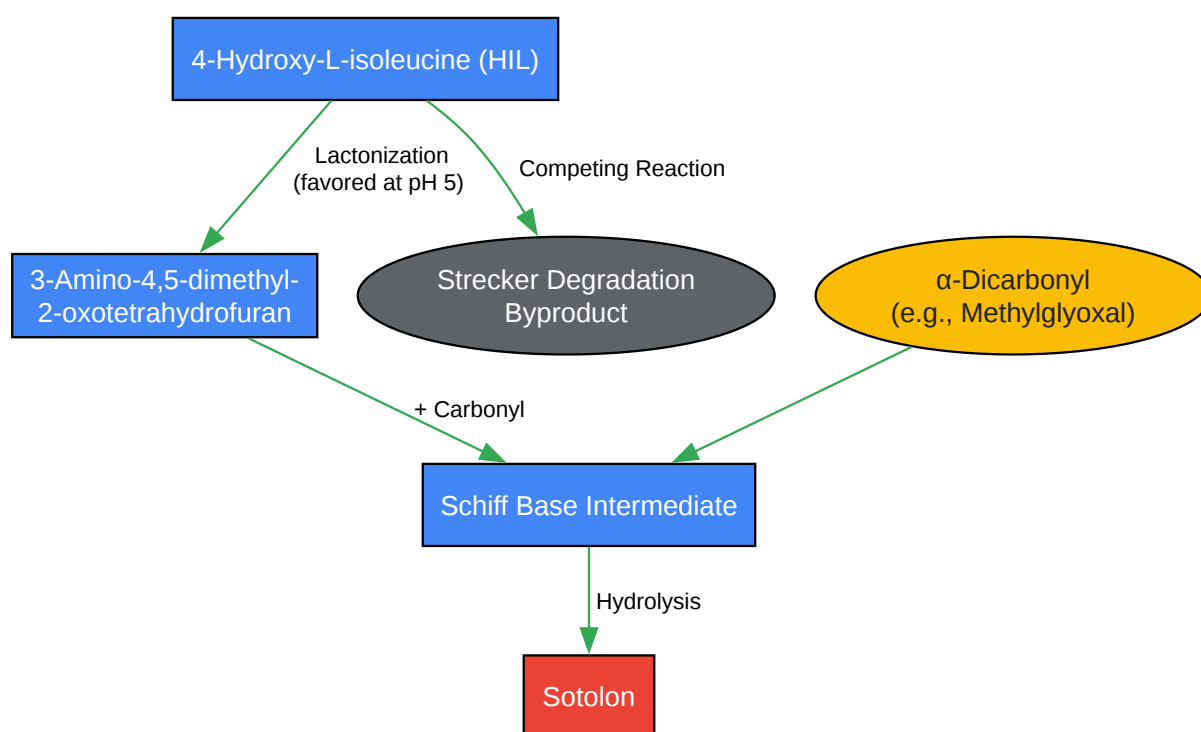 4-Hydroxy-L-isoleucine (HIL)
Lactonization
(favored at pH 5)
Competing Reaction
3-Amino-4,5-dimethyl-
2-oxotetrahydrofuran
Strecker Degradation
Byproduct
α-Dicarbonyl
(e.g., Methylglyoxal)
+ Carbonyl
Schiff Base Intermediate
Hydrolysis
Sotolon